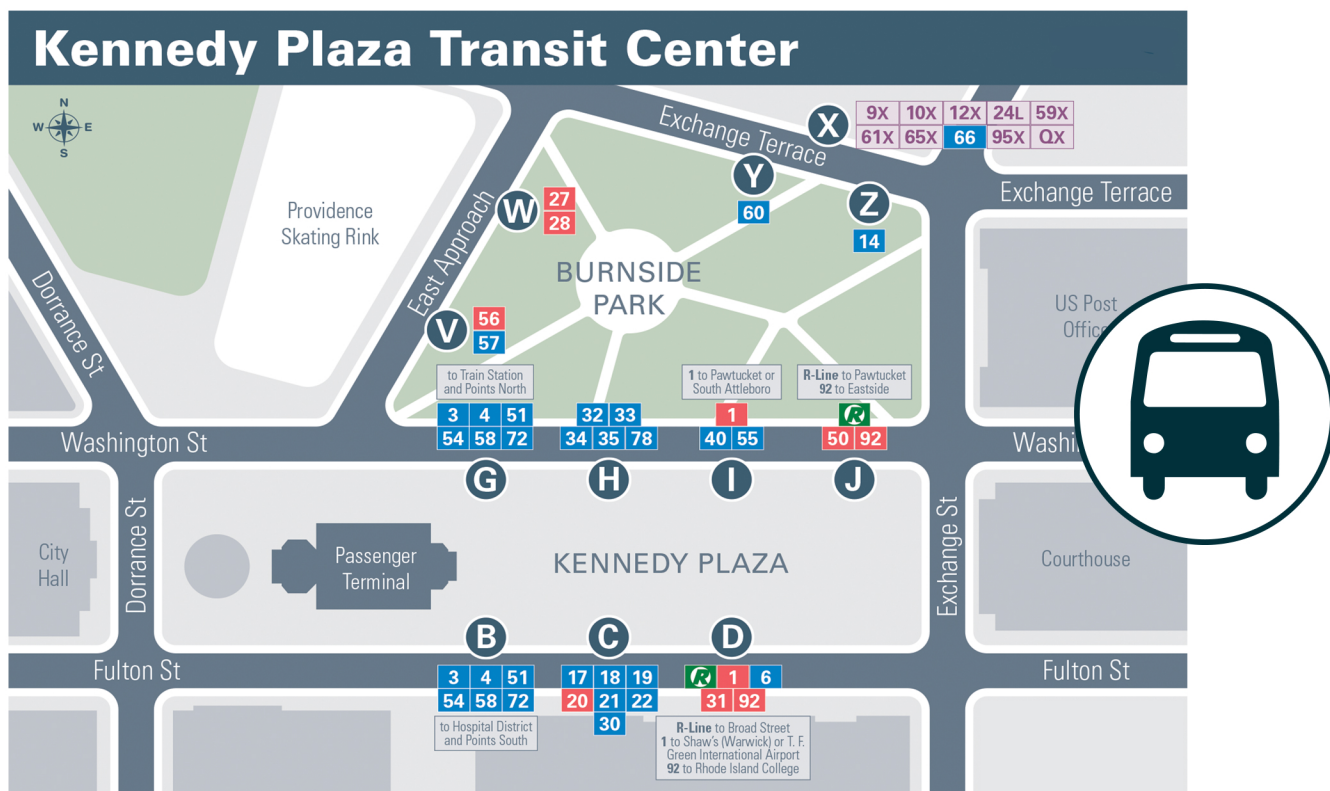 Kennedy Plaza Transit Center
N
W E
S
Exchange Terrace
X
9X 10X 12X 24L 59X
61X 65X 66 95X QX
Exchange Terrace
Y
60
Z
14
W
27
28
East Approach
Providence
Skating Rink
Dorrance St
BURNSIDE
PARK
US Post
Office
V
56
57
to Train Station
and Points North
3 4 51
54 58 72
G
32 33
34 35 78
H
1 to Pawtucket or
South Attleboro
1
40 55
I
R-Line to Pawtucket
92 to Eastside
R
50 92
J
Washington St
Washi
City
Hall
Dorrance St
Passenger
Terminal
KENNEDY PLAZA
Exchange St
Courthouse
B
C
D
Fulton St
Fulton St
3 4 51
54 58 72
to Hospital District
and Points South
17 18 19
20 21 22
30
R 1 6
31 92
R-Line to Broad Street
1 to Shaw's (Warwick) or T. F.
Green International Airport
92 to Rhode Island College